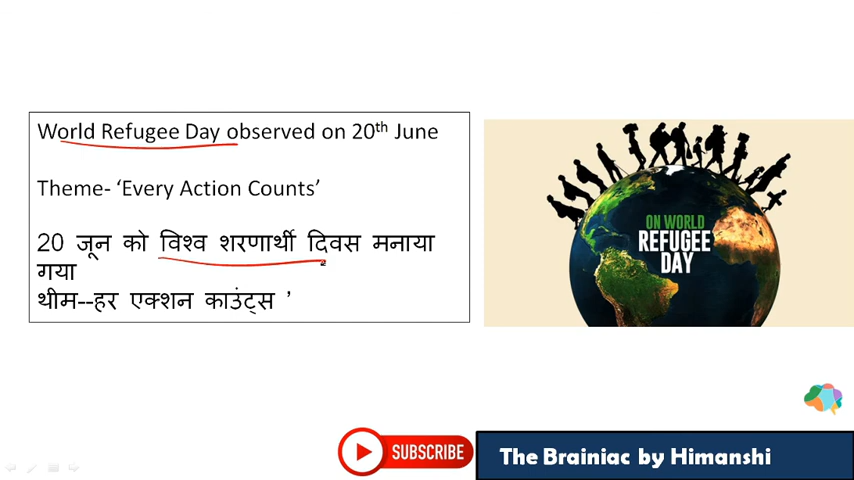 World Refugee Day observed on 20th June
Theme- ‘Every Action Counts’
20 जून को विश्व शरणार्थी दिवस मनाया
गया
थीम--हर एक्शन काउंट्स ’
ON WORLD
REFUGEE
DAY
SUBSCRIBE
The Brainiac by Himanshi